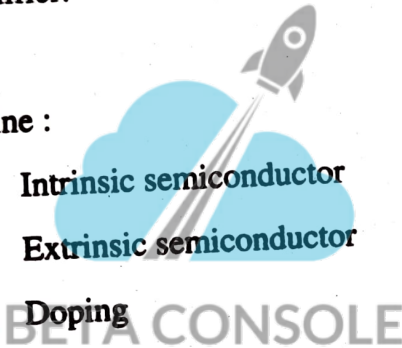 ne :
Intrinsic semiconductor
Extrinsic semiconductor
Doping
BETA CONSOLE